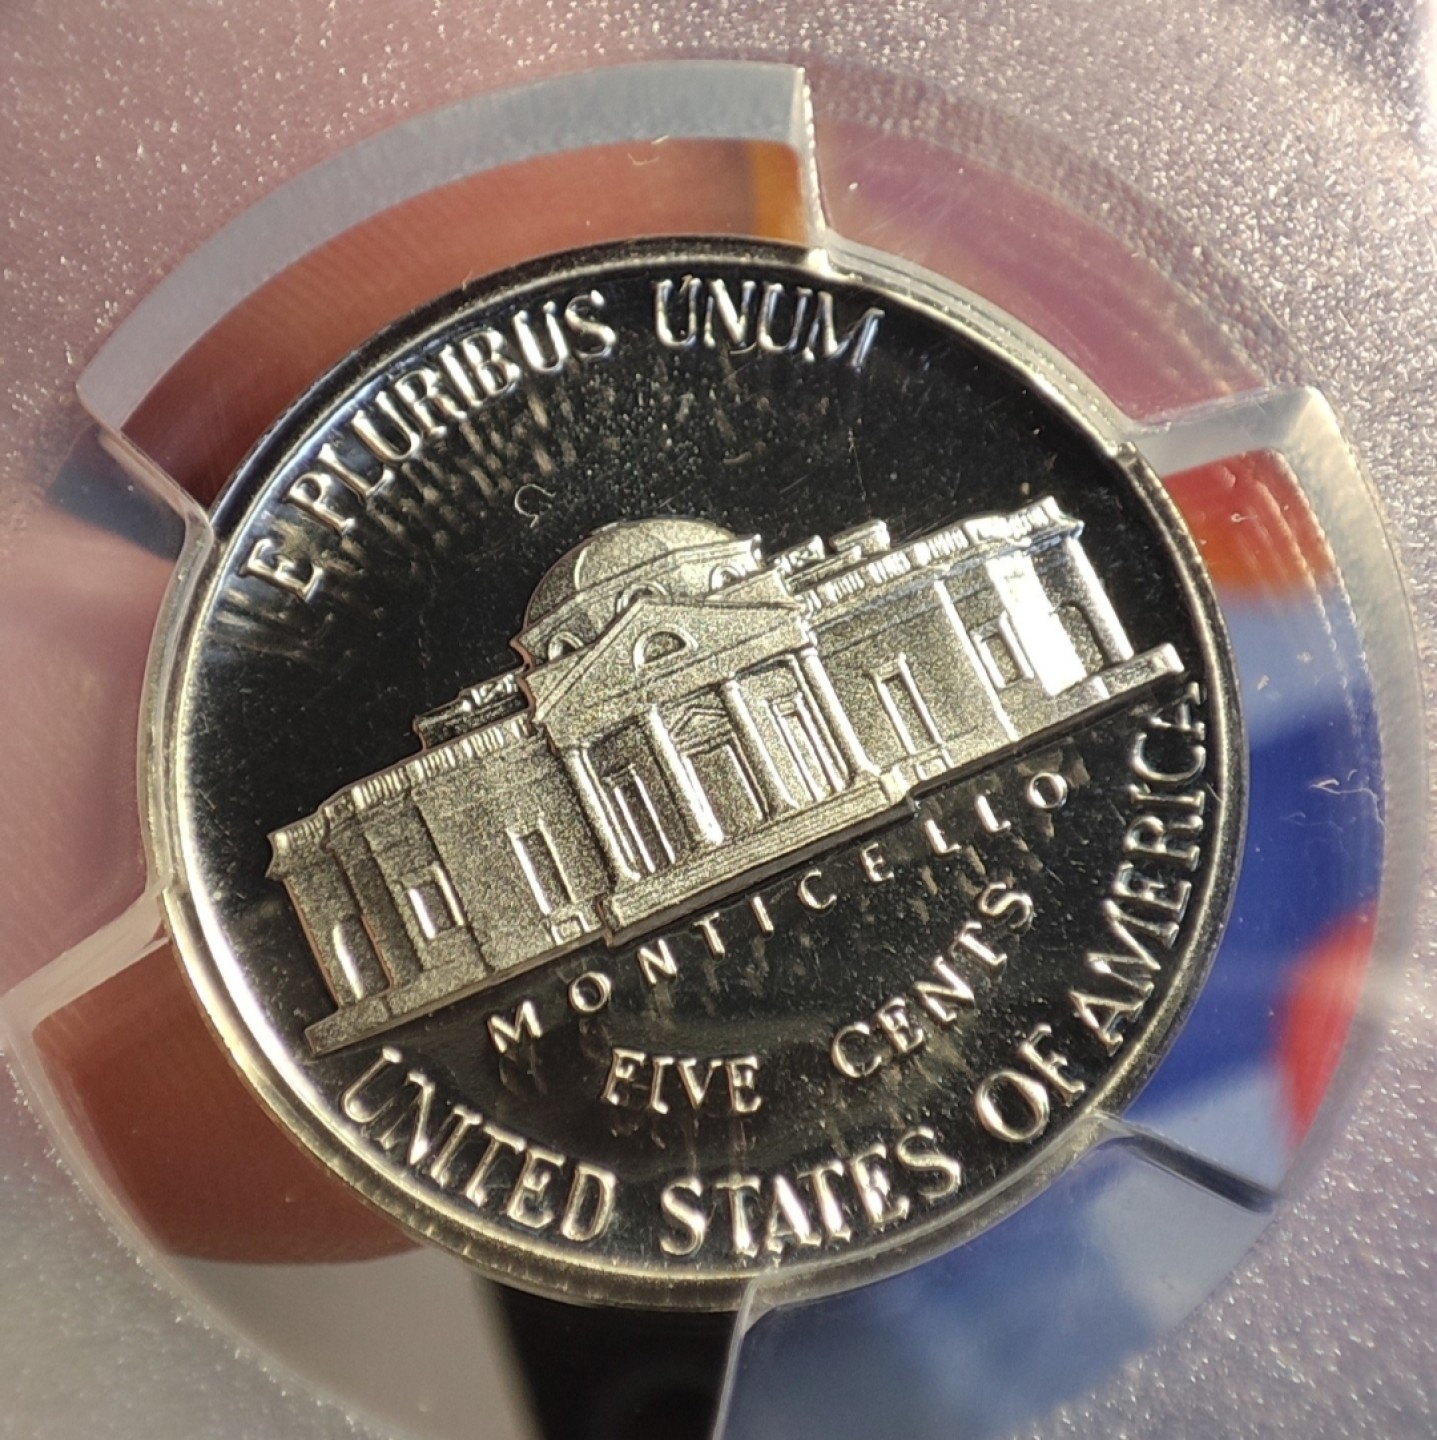 E PLURIBUS UNUM
MONTICELLO
FIVE CENTS
UNITED STATES OF AMERICA